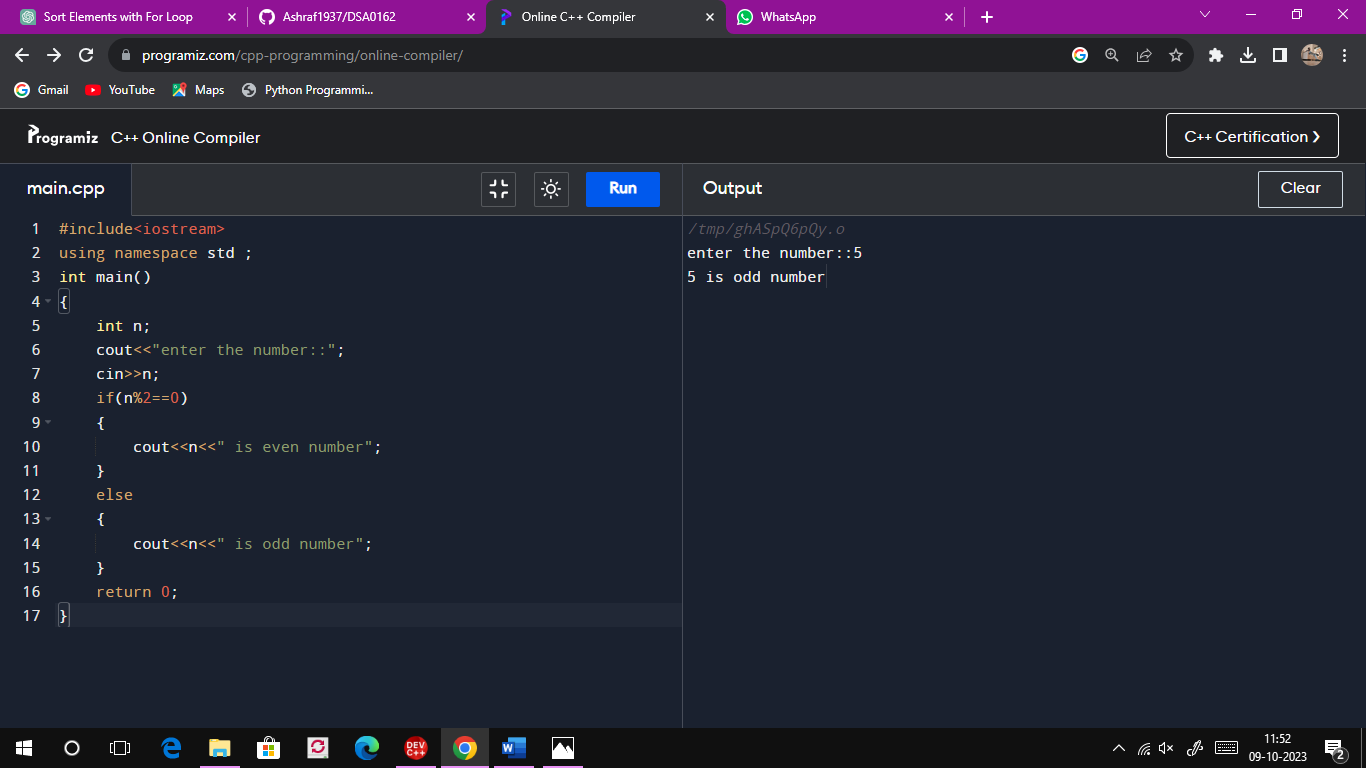 Sort Elements with For Loop
Ashraf1937/DSA0162
Online C++ Compiler
WhatsApp
programiz.com/cpp-programming/online-compiler/
Gmail
YouTube
Maps
Python Programmi...
Programiz
C++ Online Compiler
C++ Certification >
main.cpp
Run
Output
Clear
1 #include<iostream>
2 using namespace std ;
3 int main()
4 {
5     int n;
6     cout<<"enter the number::";
7     cin>>n;
8     if(n%2==0)
9     {
10         cout<<n<<" is even number";
11     }
12     else
13     {
14         cout<<n<<" is odd number";
15     }
16     return 0;
17 }
/tmp/ghASpQ6pQy.o
enter the number::5
5 is odd number
DEV
C++
11:52
09-10-2023
2